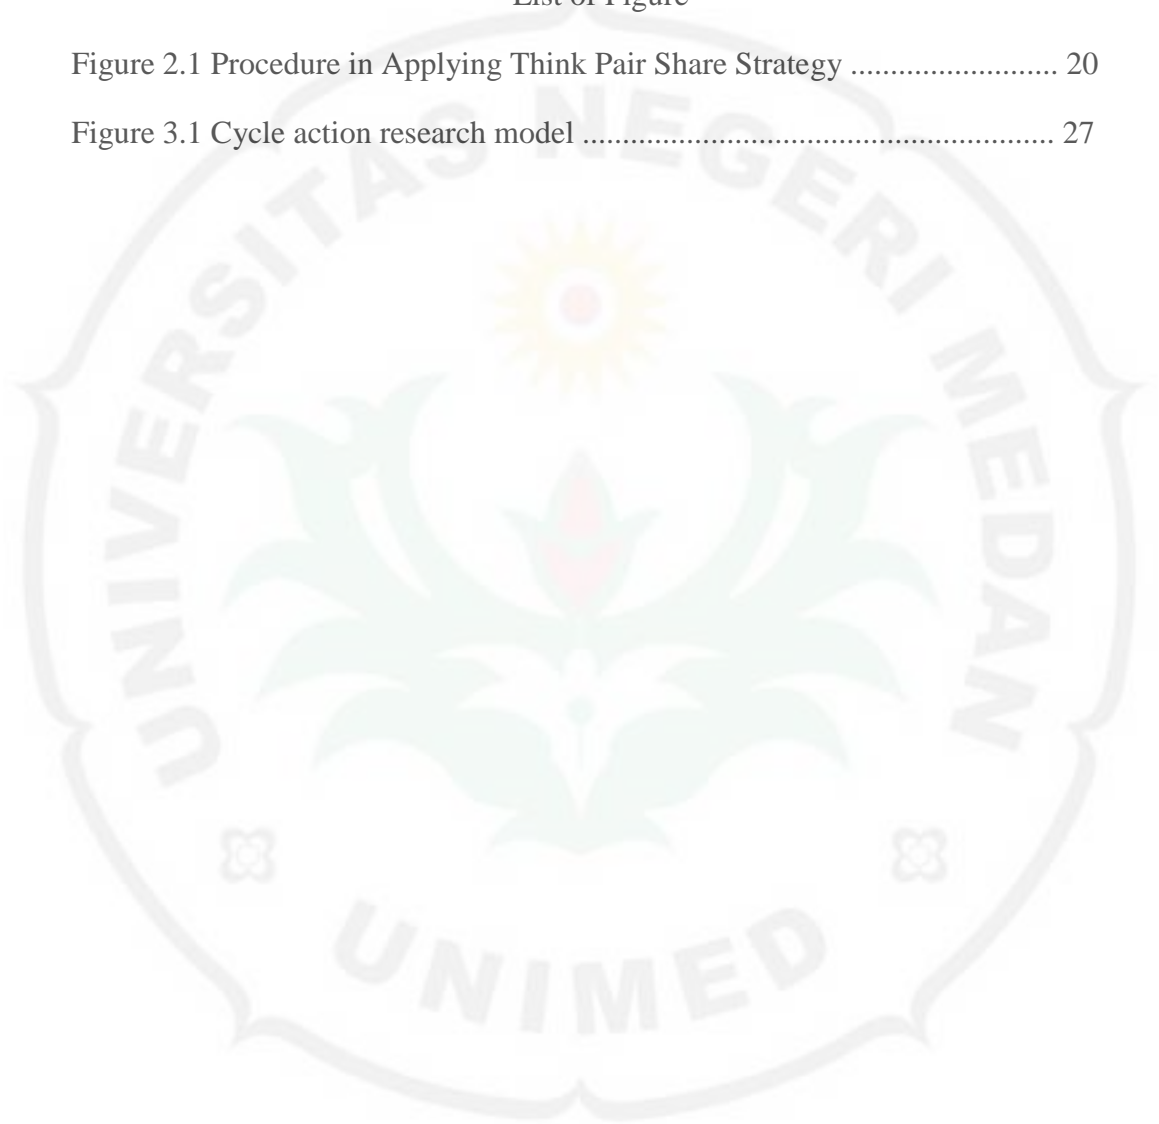 List of Figure
Figure 2.1 Procedure in Applying Think Pair Share Strategy .......................... 20
Figure 3.1 Cycle action research model ........................................................... 27
UNIVERSITAS NEGERI MEDAN
UNIMED